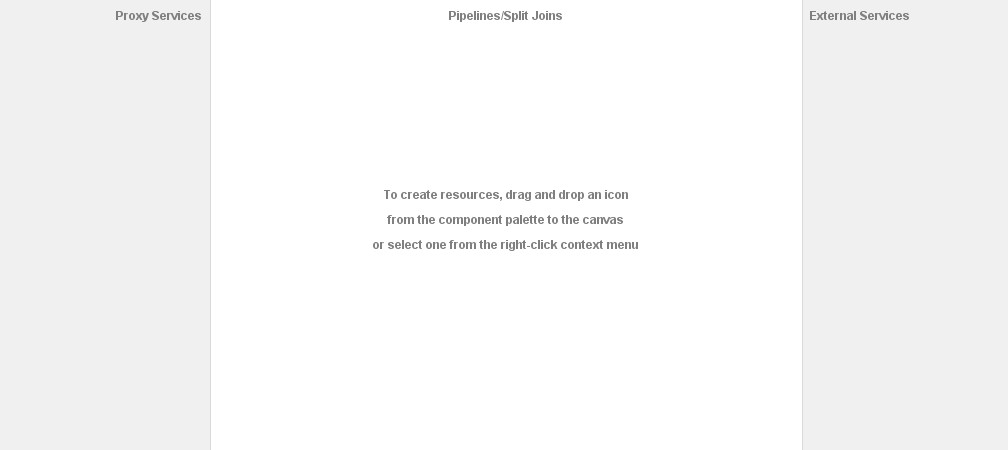 Proxy Services
Pipelines/Split Joins
External Services
To create resources, drag and drop an icon
from the component palette to the canvas
or select one from the right-click context menu